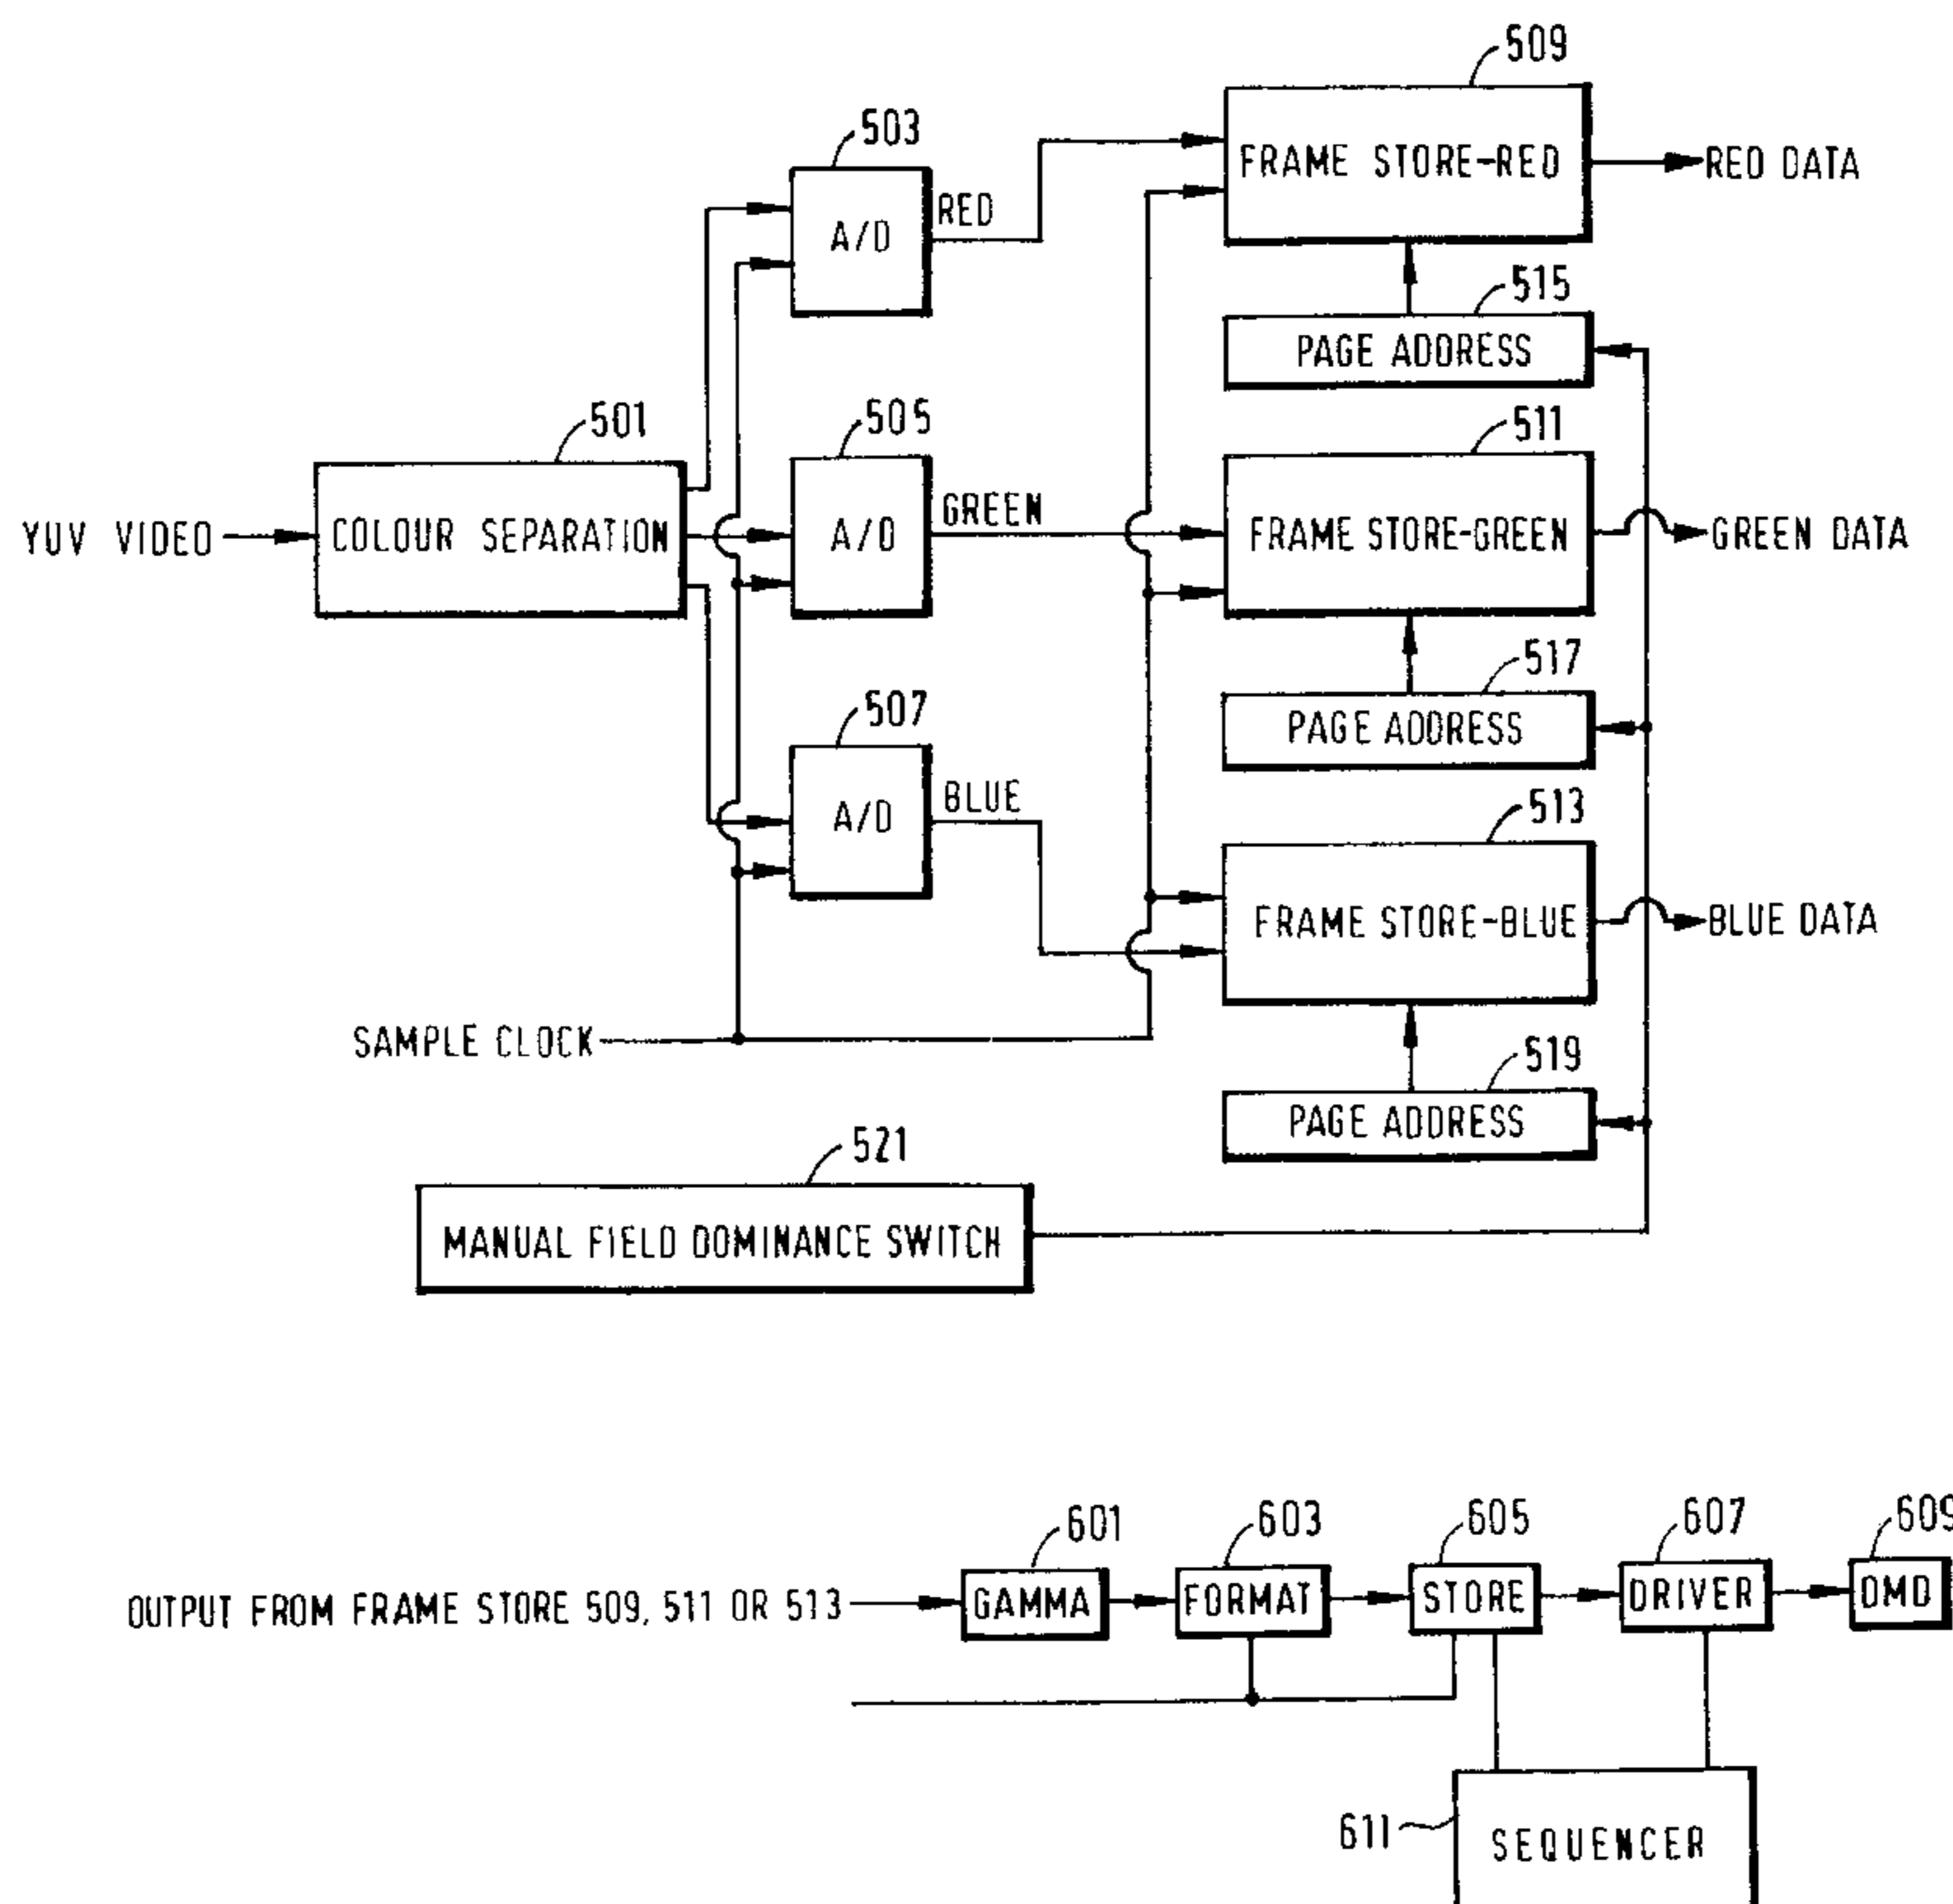 509
503
FRAME STORE-RED
RED DATA
RED
A/D
515
PAGE ADDRESS
501
505
511
YUV VIDEO
COLOUR SEPARATION
A/D
GREEN
FRAME STORE-GREEN
GREEN DATA
517
507
PAGE ADDRESS
A/D
BLUE
513
FRAME STORE-BLUE
BLUE DATA
SAMPLE CLOCK
519
PAGE ADDRESS
521
MANUAL FIELD DOMINANCE SWITCH
601
603
605
607
609
OUTPUT FROM FRAME STORE 509, 511 OR 513
GAMMA
FORMAT
STORE
DRIVER
DMD
611
SEQUENCER